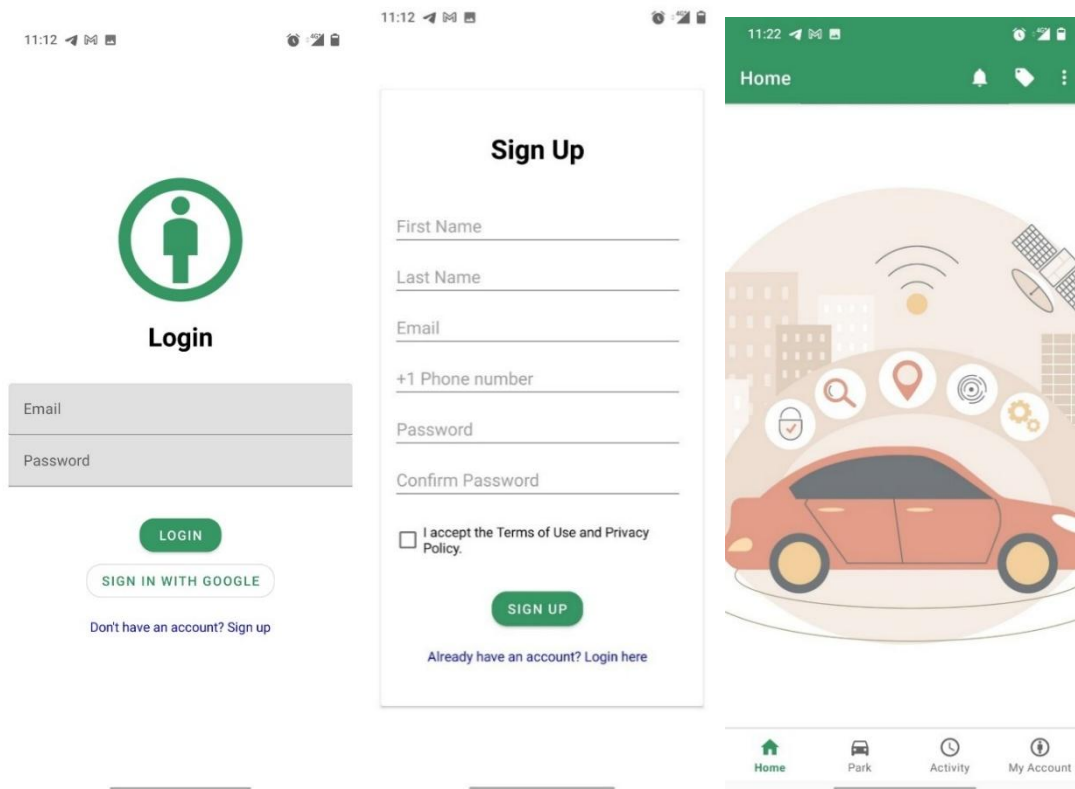 11:12
Login
Email
Password
LOGIN
SIGN IN WITH GOOGLE
Don't have an account? Sign up
11:12
Sign Up
First Name
Last Name
Email
+1 Phone number
Password
Confirm Password
I accept the Terms of Use and Privacy
Policy.
SIGN UP
Already have an account? Login here
11:22
Home
Home
Park
Activity
My Account